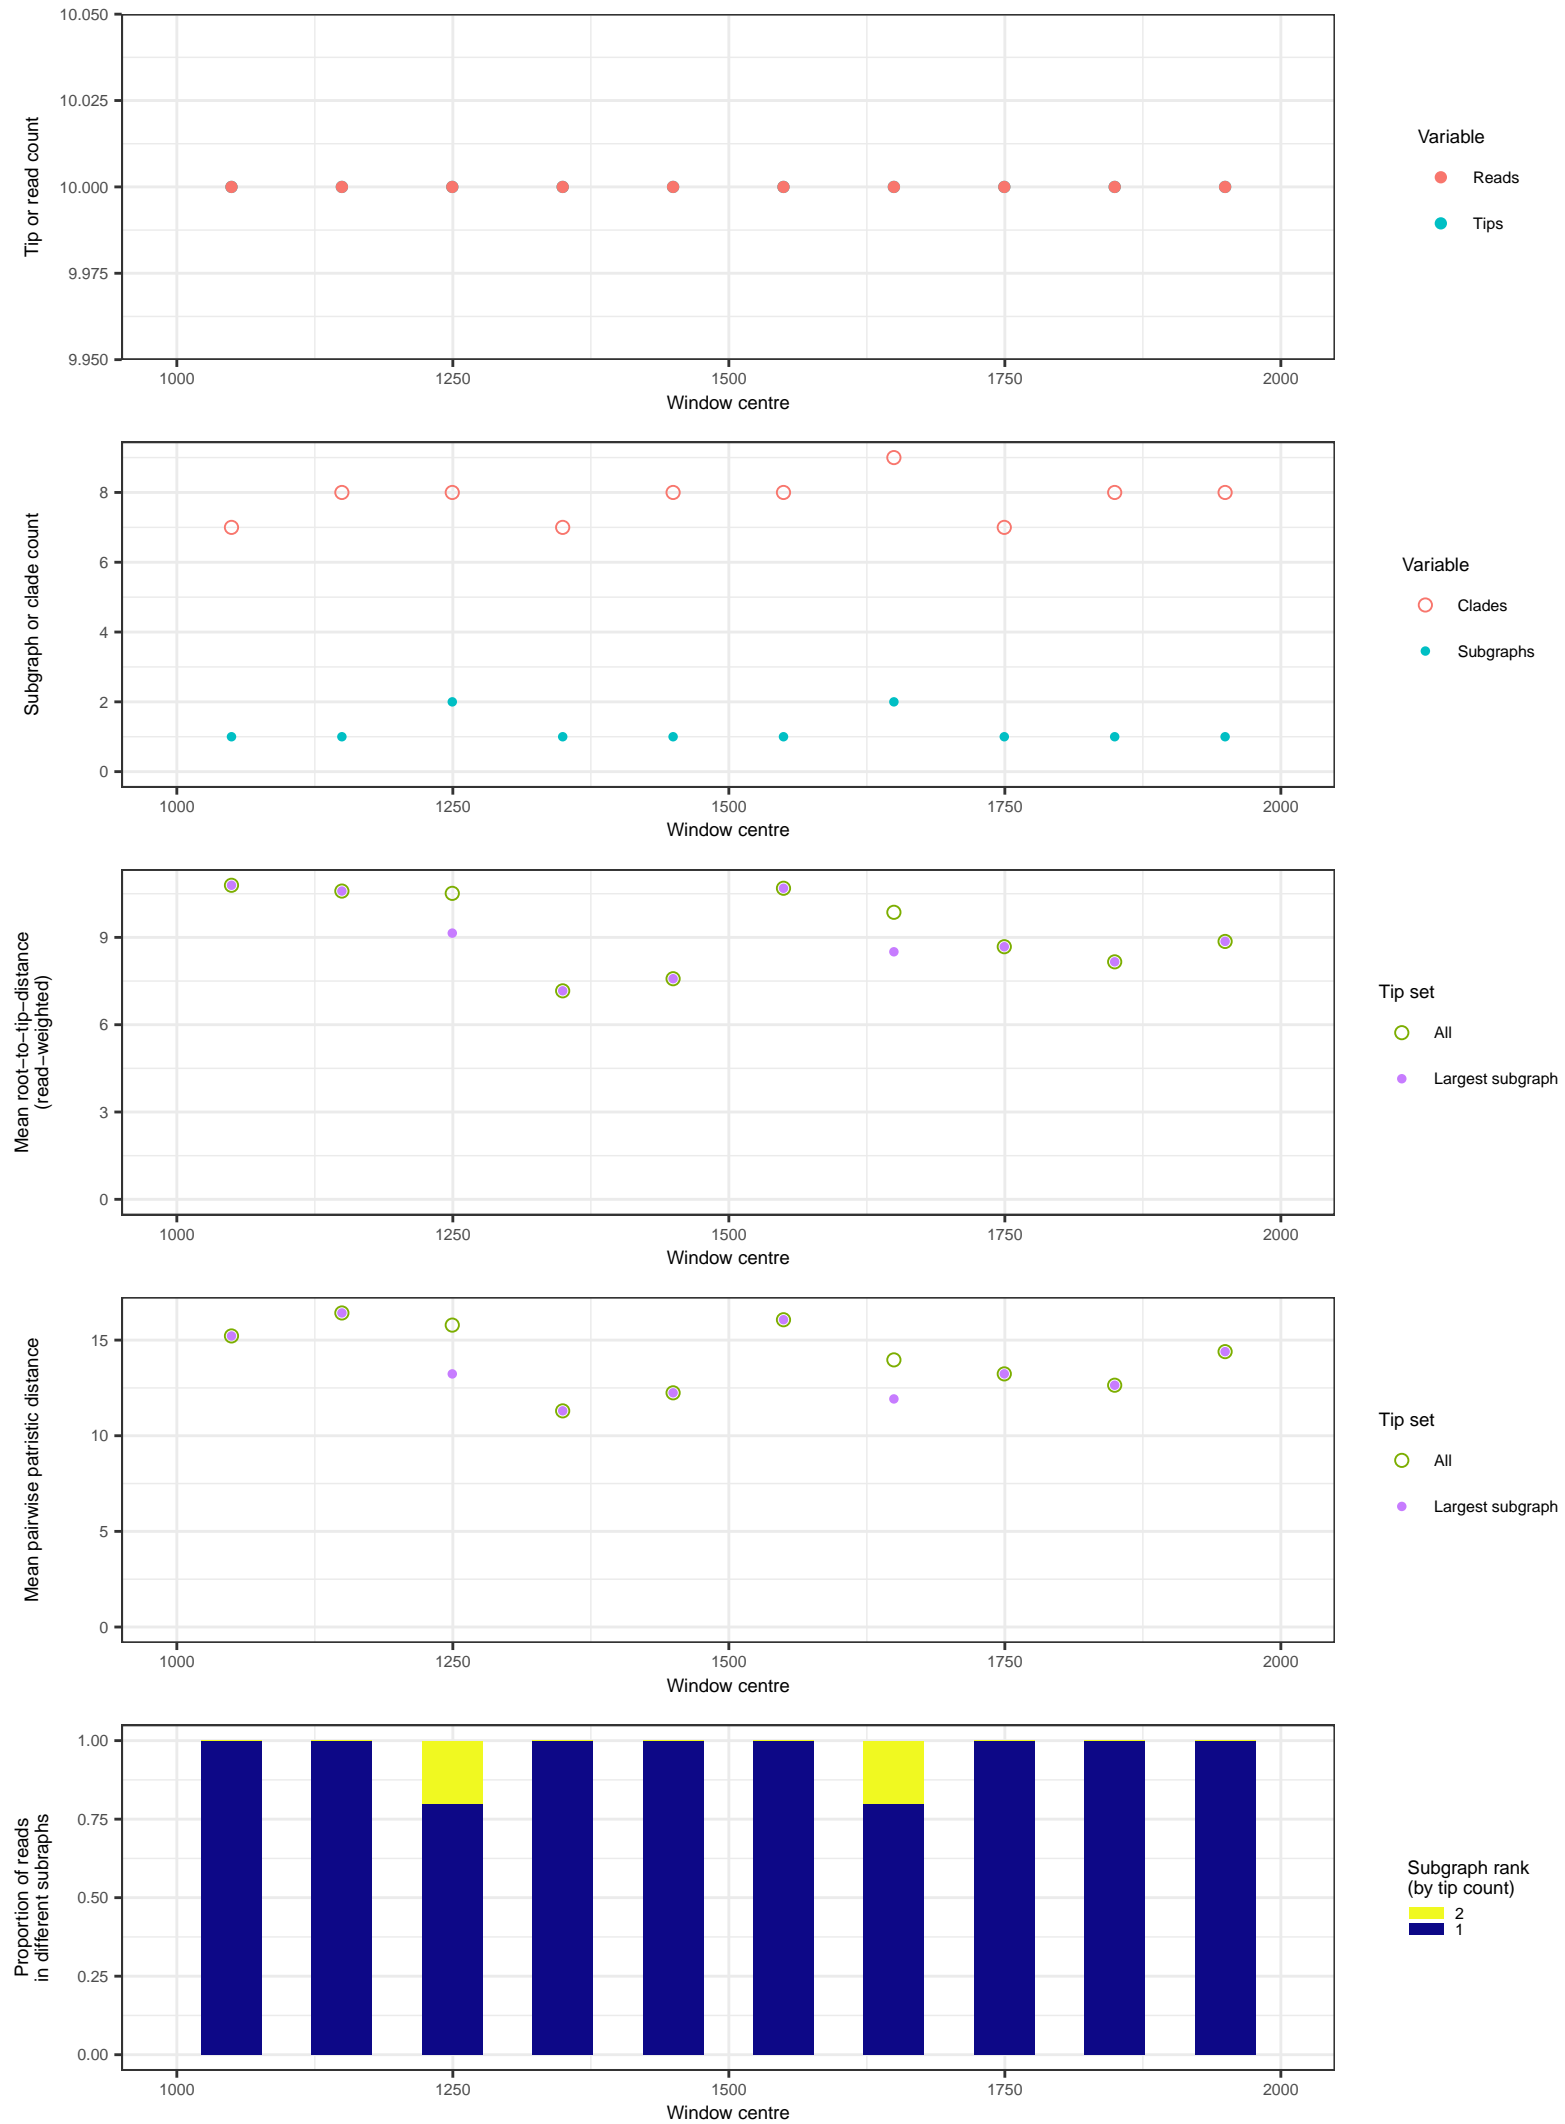 10.050
10.025
10.000
9.975
9.950
Tip or read count
1000 1250 1500 1750 2000
Window centre
Variable
Reads
Tips
8
6
4
2
0
Subgraph or clade count
1000 1250 1500 1750 2000
Window centre
Variable
Clades
Subgraphs
9
6
3
0
Mean root−to−tip−distance
(read−weighted)
1000 1250 1500 1750 2000
Window centre
Tip set
All
Largest subgraph
15
10
5
0
Mean pairwise patristic distance
1000 1250 1500 1750 2000
Window centre
Tip set
All
Largest subgraph
1.00
0.75
0.50
0.25
0.00
Proportion of reads
in different subraphs
1000 1250 1500 1750 2000
Window centre
Subgraph rank
(by tip count)
2
1